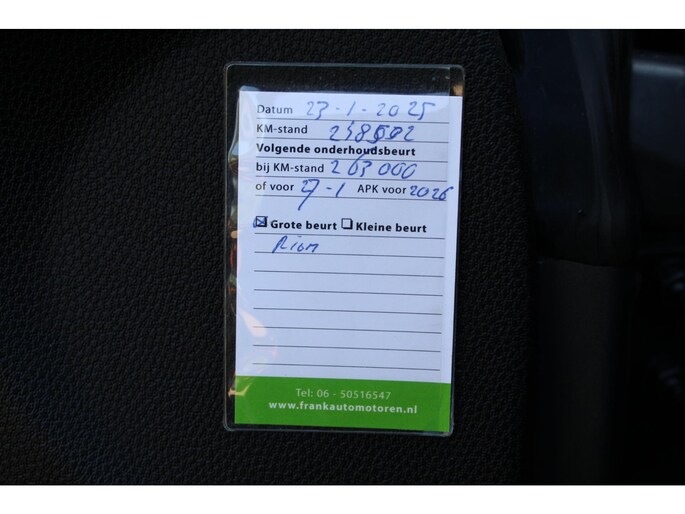 Datum 23-1-2025
KM-stand 248502
Volgende onderhoudsbeurt
bij KM-stand 263000
of voor 27-1 APK voor 2026
Grote beurt Kleine beurt
Riem
Tel: 06 - 50516547
www.frankautomotoren.nl